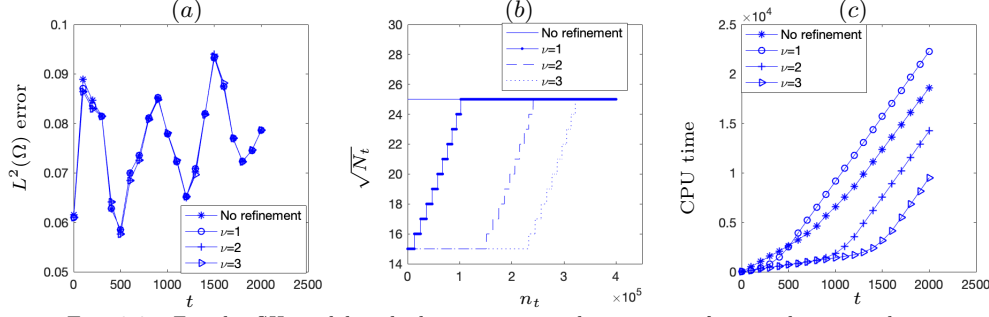 (a)
0.1
0.09
0.08
0.07
0.06
0.05
L²(Ω) error
No refinement
ν=1
ν=2
ν=3
0 500 1000 1500 2000 2500
t
(b)
30
28
26
24
22
20
18
16
14
√N_t
No refinement
ν=1
ν=2
ν=3
0 1 2 3 4 5
×10⁵
n_t
(c)
×10⁴
2.5
2
1.5
1
0.5
0
CPU time
No refinement
ν=1
ν=2
ν=3
0 500 1000 1500 2000 2500
t